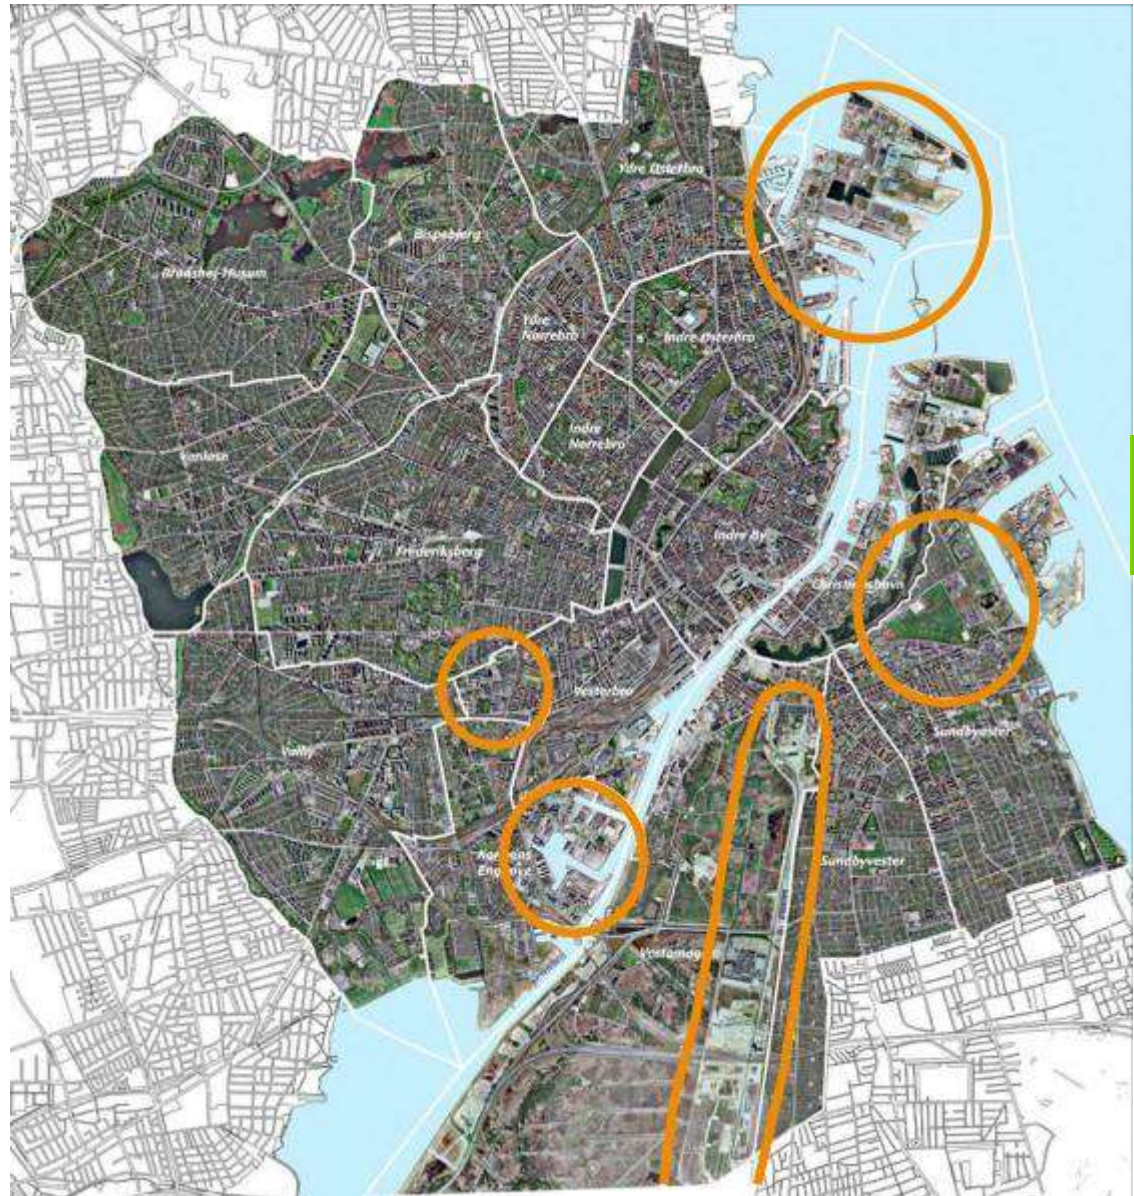 Ydre Østerbro
Bispebjerg
Brønshøj-Husum
Ydre
Nørrebro
Indre Østerbro
Indre
Nørrebro
Vanløse
Indre By
Frederiksberg
Christianshavn
Vesterbro
Sundbyøster
Valby
Kongens
Enghave
Sundbyvester
Vestamager